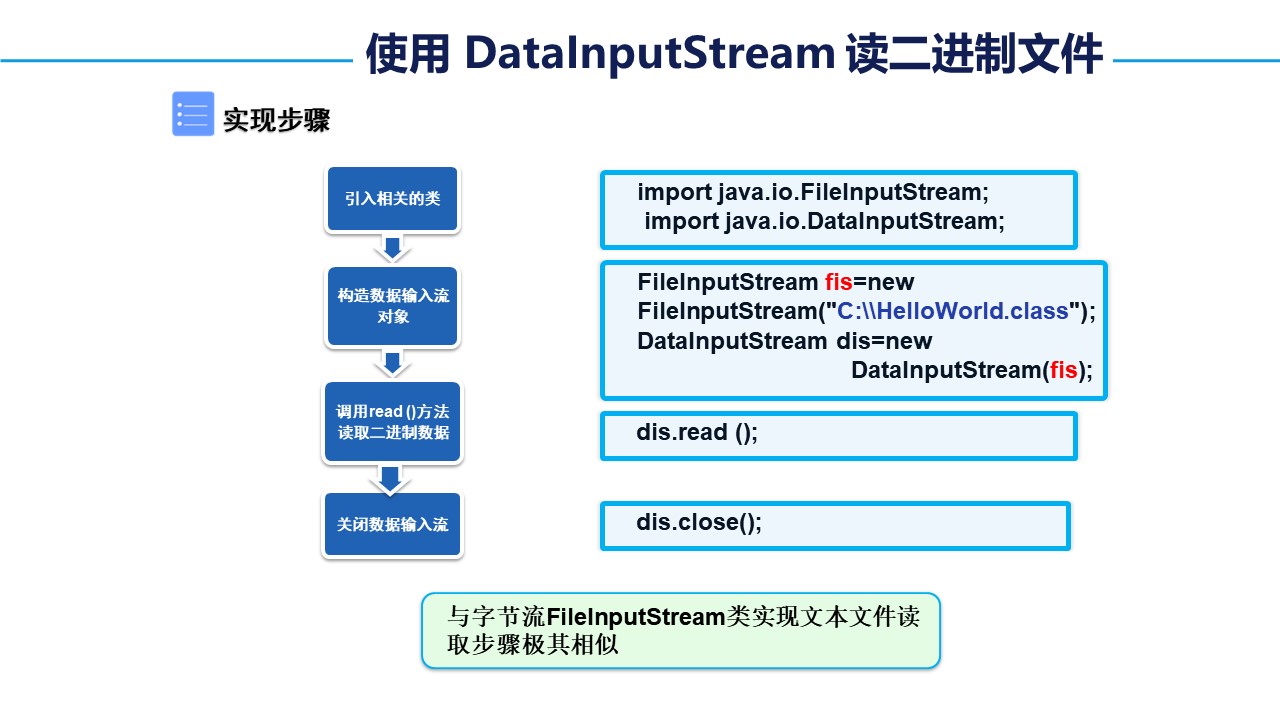 使用 DataInputStream 读二进制文件
实现步骤
引入相关的类
import java.io.FileInputStream;
import java.io.DataInputStream;
构造数据输入流
对象
FileInputStream fis=new
FileInputStream("C:\\HelloWorld.class");
DataInputStream dis=new
DataInputStream(fis);
调用read ()方法
读取二进制数据
dis.read ();
关闭数据输入流
dis.close();
与字节流FileInputStream类实现文本文件读
取步骤极其相似